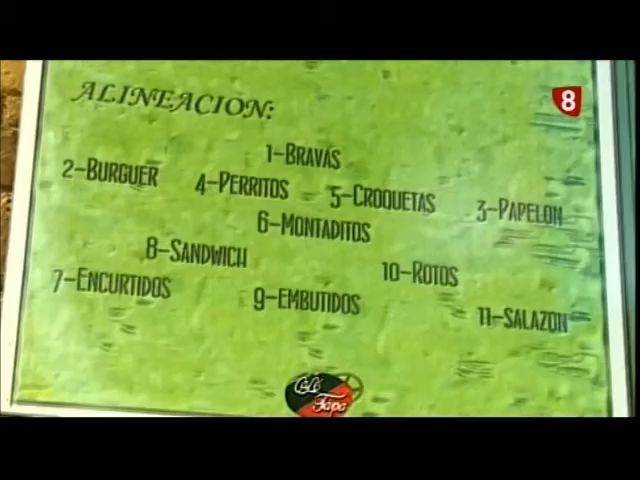 8
ALINEACION:
1-BRAVAS
2-BURGUER 4-PERRITOS 5-CROQUETAS 3-PAPELON
6-MONTADITOS
8-SANDWICH 10-ROTOS
7-ENCURTIDOS 9-EMBUTIDOS 11-SALAZON
Tapa